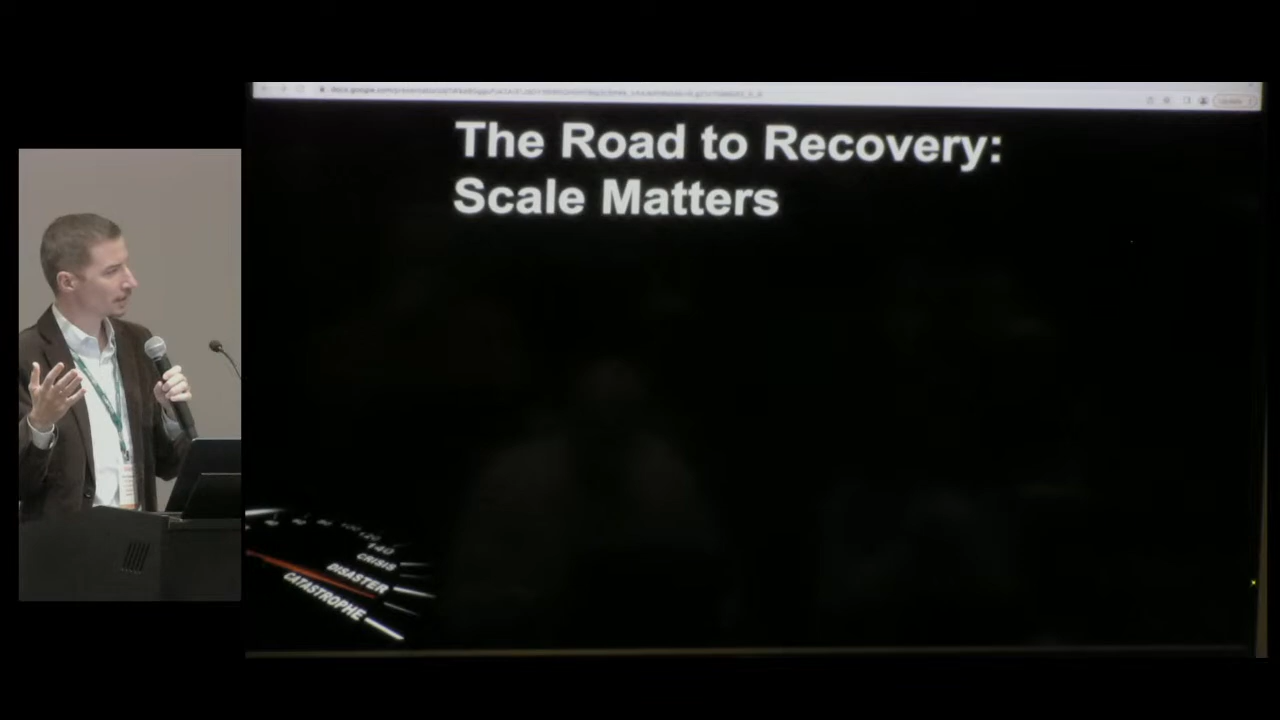 The Road to Recovery:
Scale Matters
140
CRISIS
DISASTER
CATASTROPHE